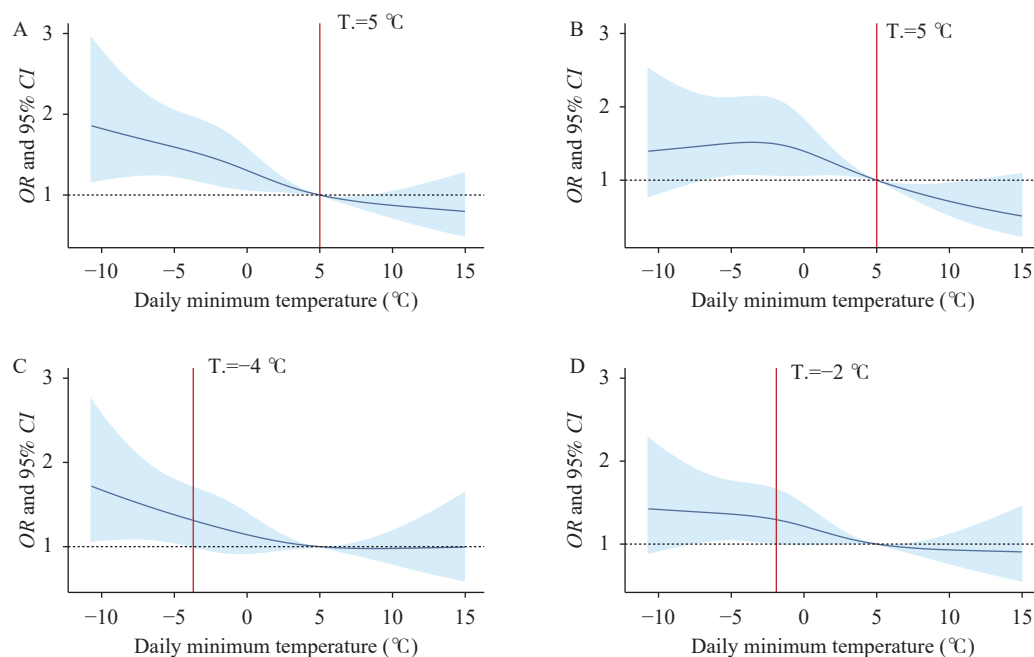 A
T.=5 ℃
3
2
1
OR and 95% CI
−10 −5 0 5 10 15
Daily minimum temperature (℃)
B
T.=5 ℃
3
2
1
OR and 95% CI
−10 −5 0 5 10 15
Daily minimum temperature (℃)
C
T.=−4 ℃
3
2
1
OR and 95% CI
−10 −5 0 5 10 15
Daily minimum temperature (℃)
D
T.=−2 ℃
3
2
1
OR and 95% CI
−10 −5 0 5 10 15
Daily minimum temperature (℃)